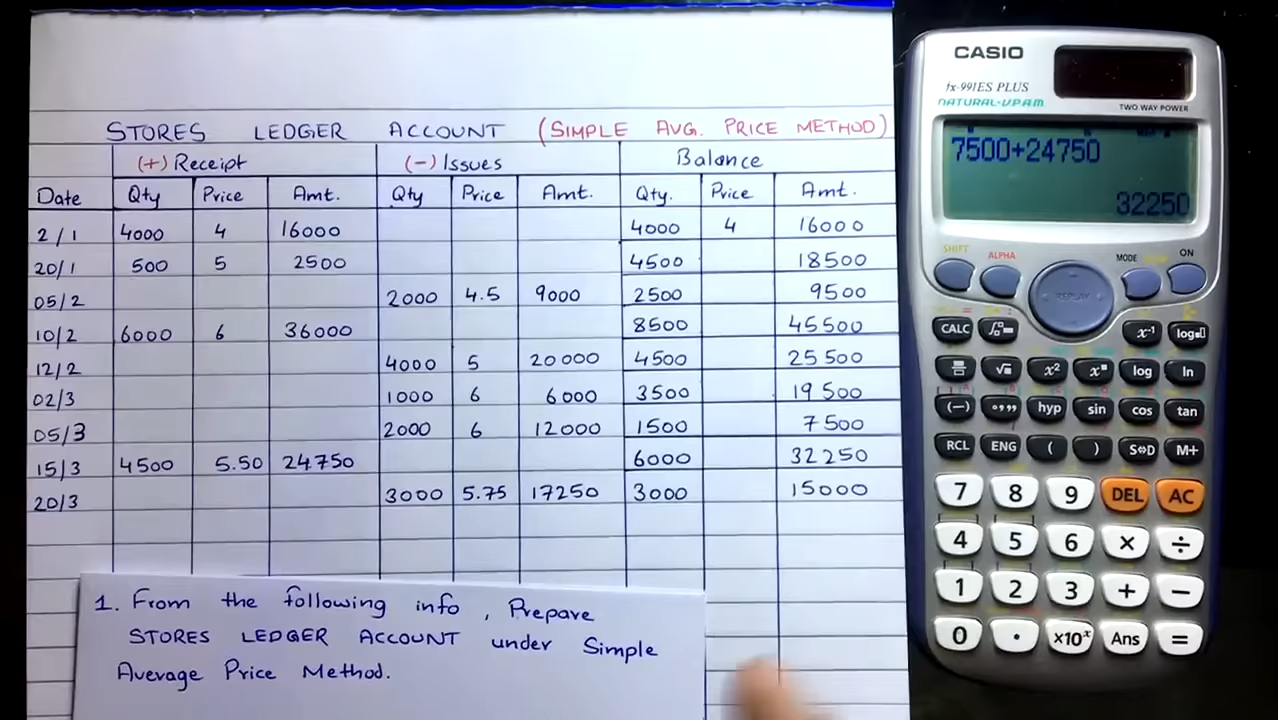 STORES LEDGER ACCOUNT (SIMPLE AVG. PRICE METHOD)
(+) Receipt (-) Issues Balance
Date Qty Price Amt. Qty Price Amt. Qty. Price Amt.
2/1 4000 4 16000 4000 4 16000
20/1 500 5 2500 4500 18500
05/2 2000 4.5 9000 2500 9500
10/2 6000 6 36000 8500 45500
12/2 4000 5 20000 4500 25500
02/3 1000 6 6000 3500 19500
05/3 2000 6 12000 1500 7500
15/3 4500 5.50 24750 6000 32250
20/3 3000 5.75 17250 3000 15000
1. From the following info, Prepare
STORES LEDGER ACCOUNT under Simple
Average Price Method.
CASIO
fx-991ES PLUS
NATURAL-V.P.A.M.
TWO WAY POWER
7500+24750
32250
SHIFT ALPHA MODE ON
REPLAY
CALC x⁻¹ log
x² log ln
(−) °,,, hyp sin cos tan
RCL ENG ( ) S⇔D M+
7 8 9 DEL AC
4 5 6 × ÷
1 2 3 + −
0 . ×10ˣ Ans =